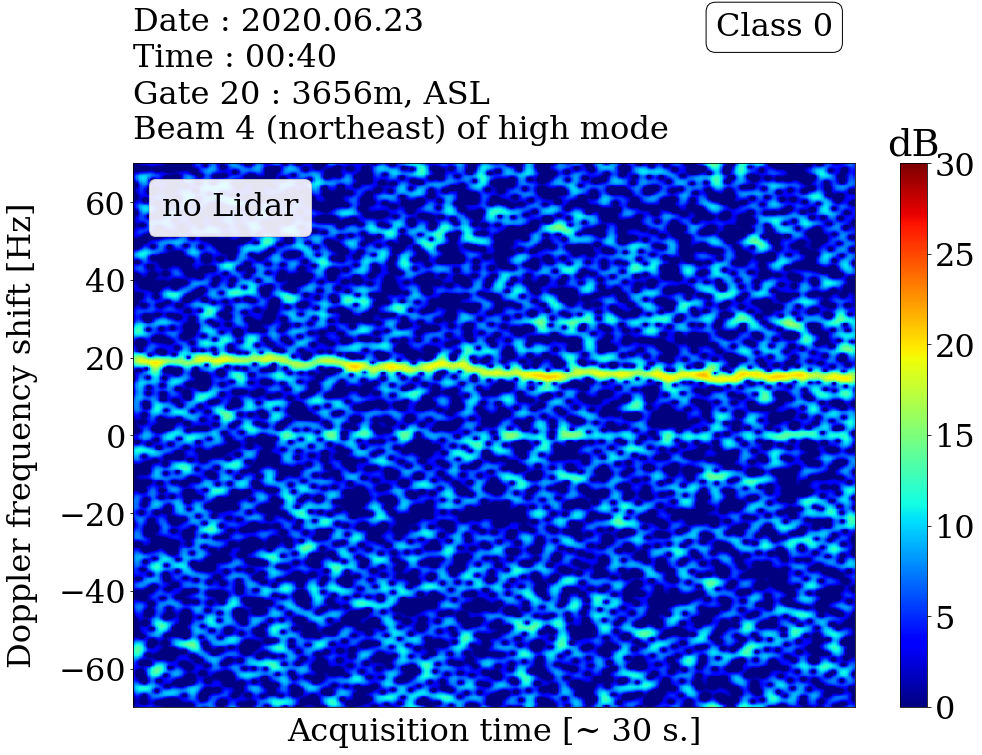 Date : 2020.06.23
Time : 00:40
Gate 20 : 3656m, ASL
Beam 4 (northeast) of high mode
Class 0
dB
no Lidar
Doppler frequency shift [Hz]
60
40
20
0
−20
−40
−60
Acquisition time [~ 30 s.]
30
25
20
15
10
5
0